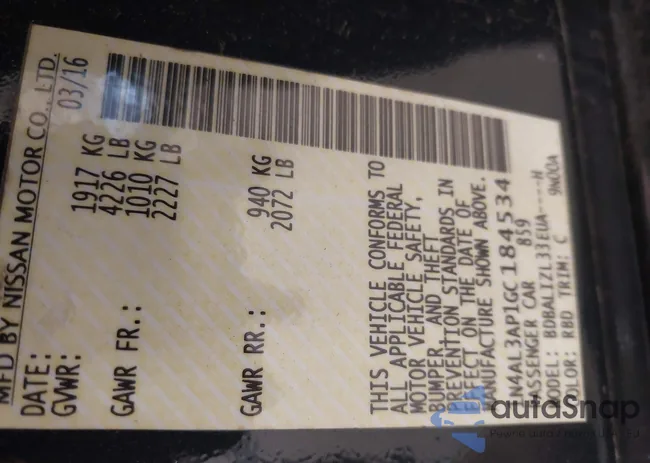 MFD BY NISSAN MOTOR CO., LTD.
DATE: 03/16
GVWR: 1917 KG
4226 LB
GAWR FR.: 1010 KG
2227 LB
GAWR RR.: 940 KG
2072 LB
THIS VEHICLE CONFORMS TO
ALL APPLICABLE FEDERAL
MOTOR VEHICLE SAFETY,
BUMPER, AND THEFT
PREVENTION STANDARDS IN
EFFECT ON THE DATE OF
MANUFACTURE SHOWN ABOVE.
1N4AL3AP1GC184534
PASSENGER CAR 859
MODEL: BDBALIZL33EUA----H
COLOR: RBD TRIM: C 9N00A
autoSnap